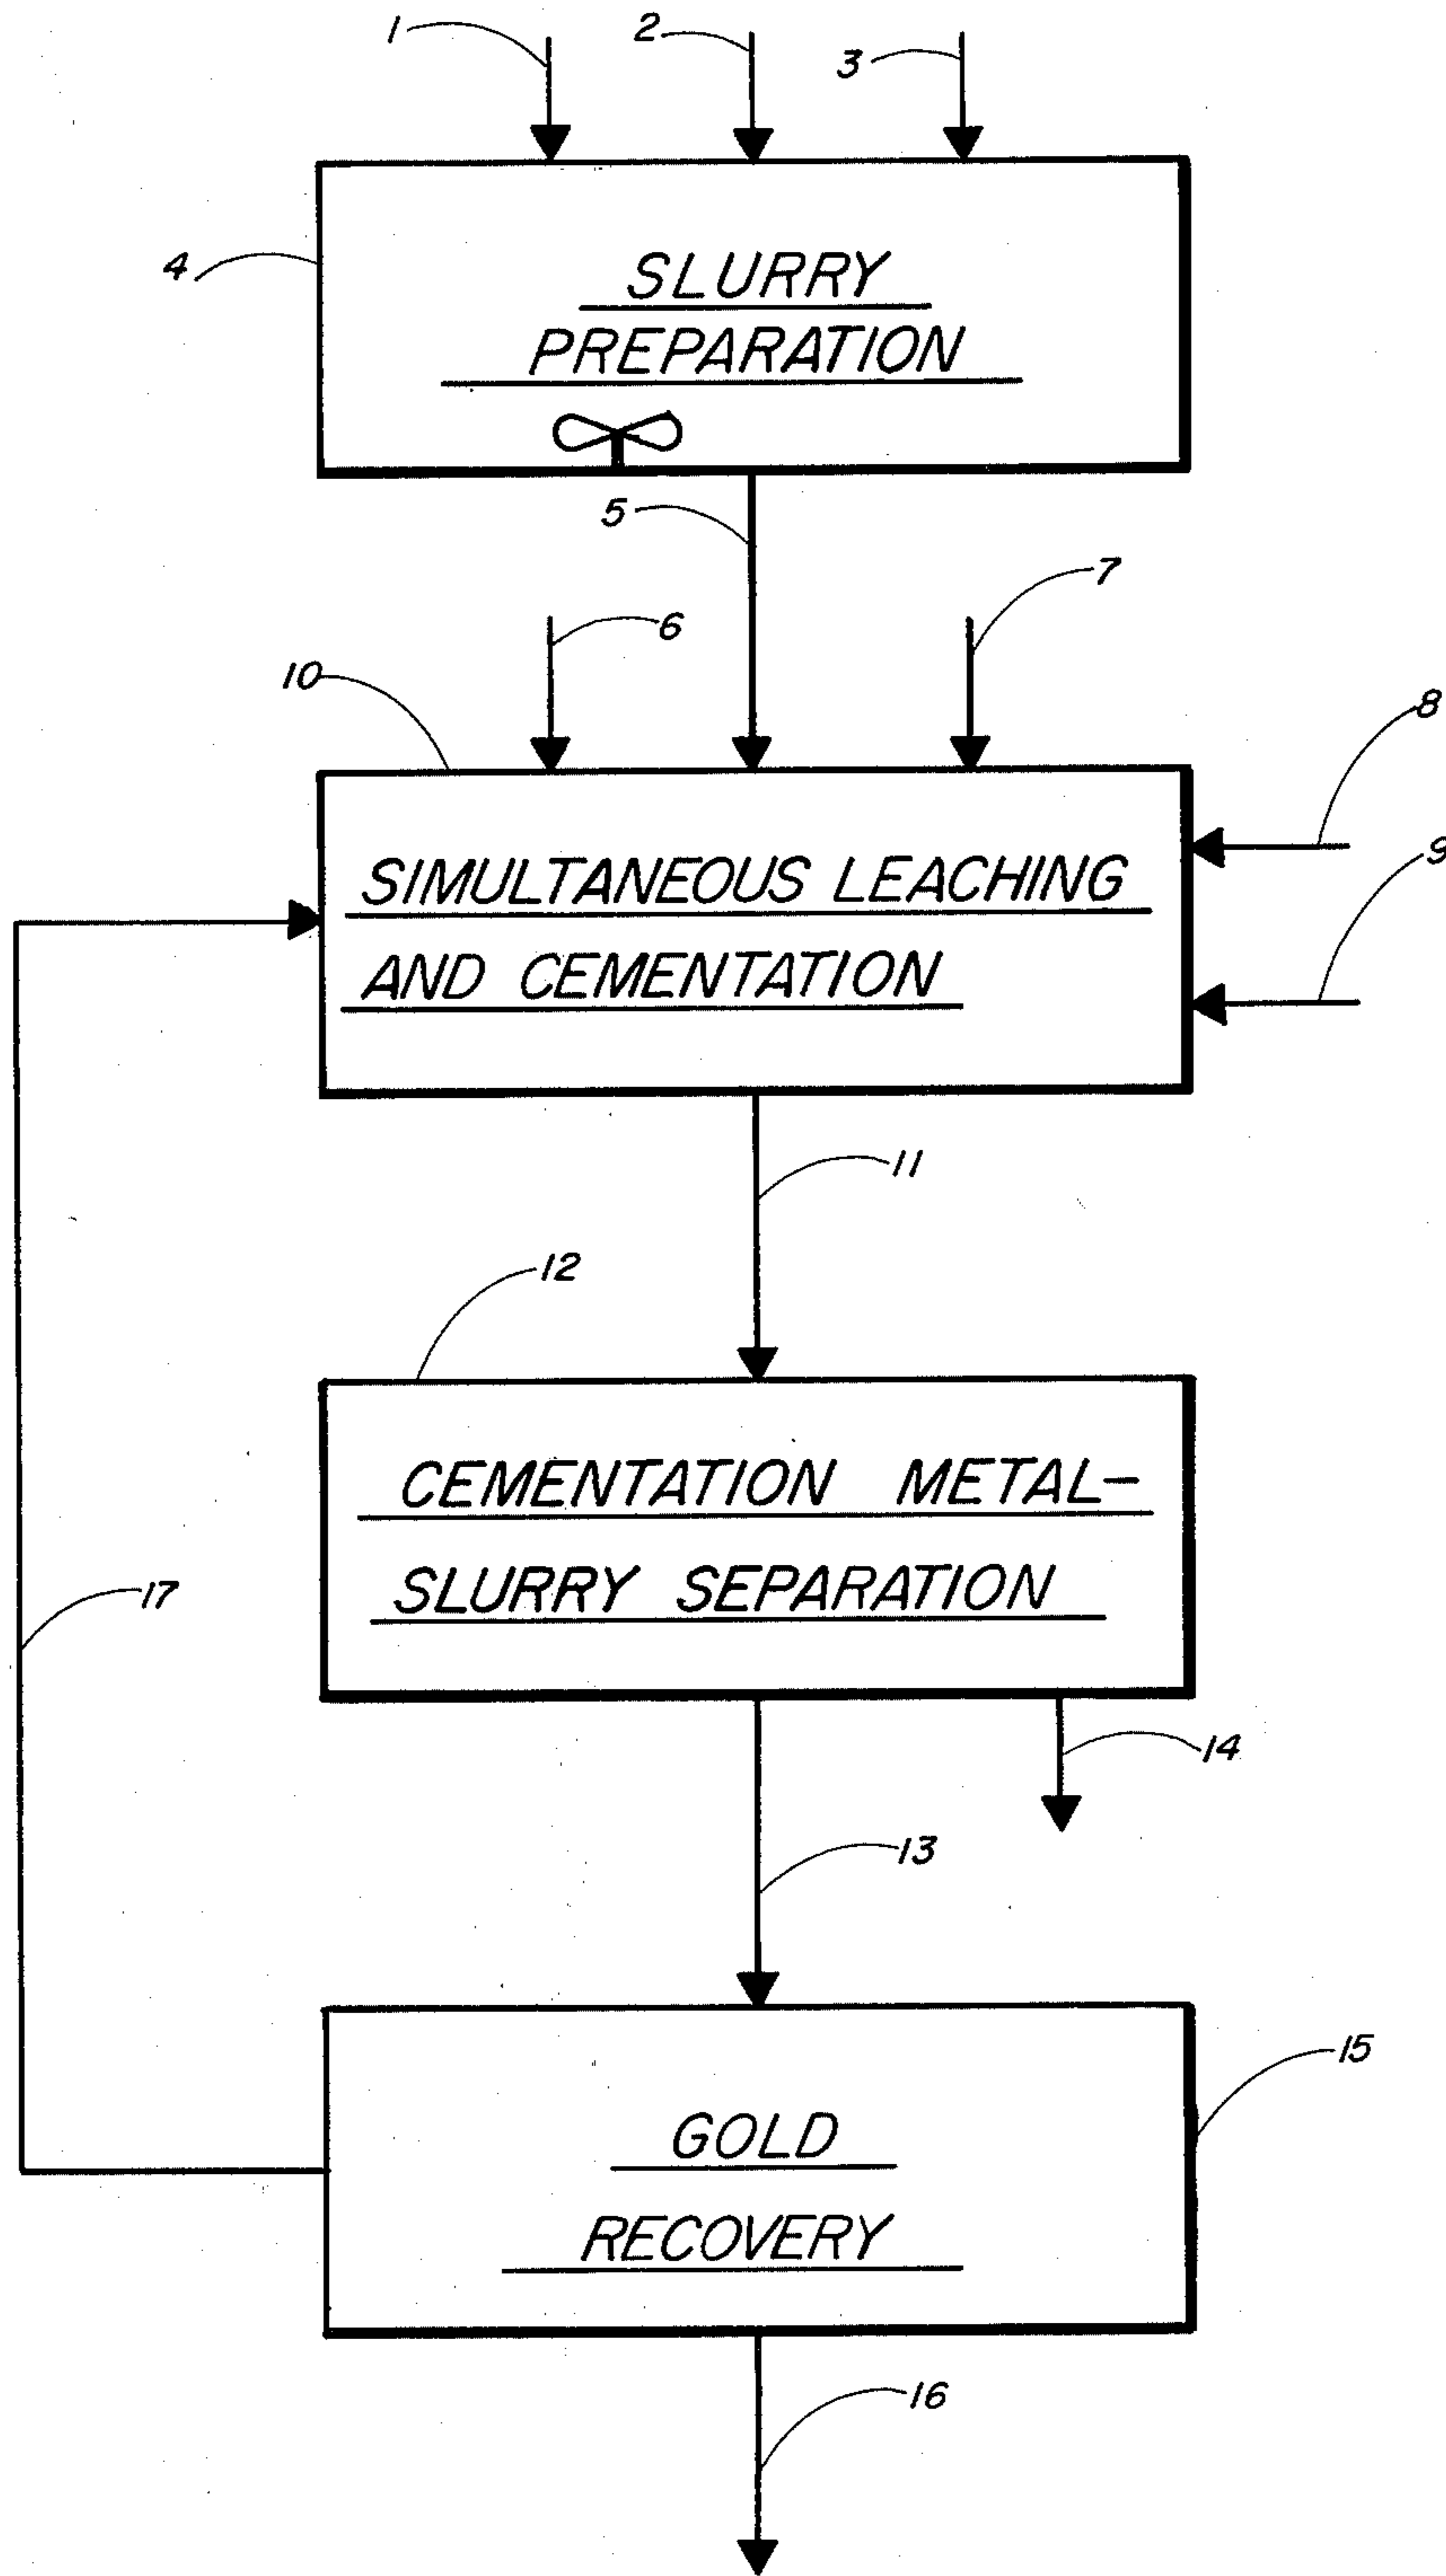 1
2
3
4
SLURRY
PREPARATION
5
6
7
8
9
10
SIMULTANEOUS LEACHING
AND CEMENTATION
11
12
CEMENTATION METAL-
SLURRY SEPARATION
17
14
13
15
GOLD
RECOVERY
16